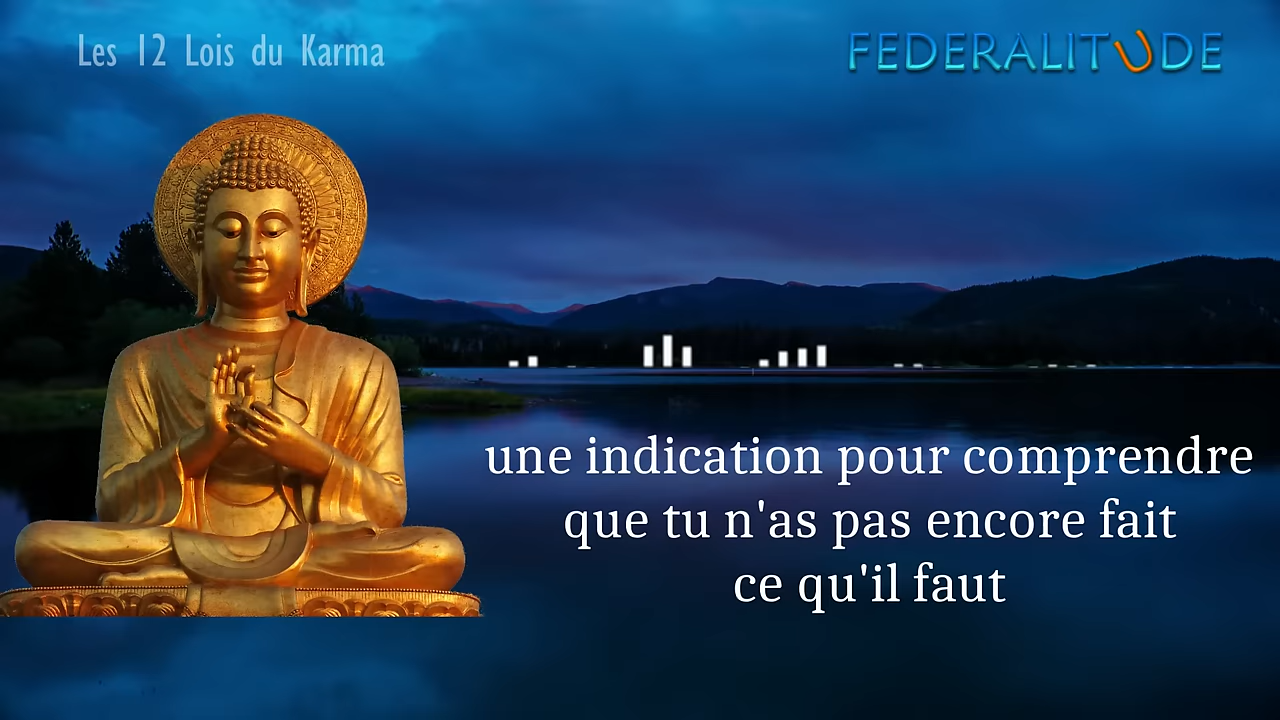 Les 12 Lois du Karma
FEDERALITUDE
une indication pour comprendre
que tu n'as pas encore fait
ce qu'il faut